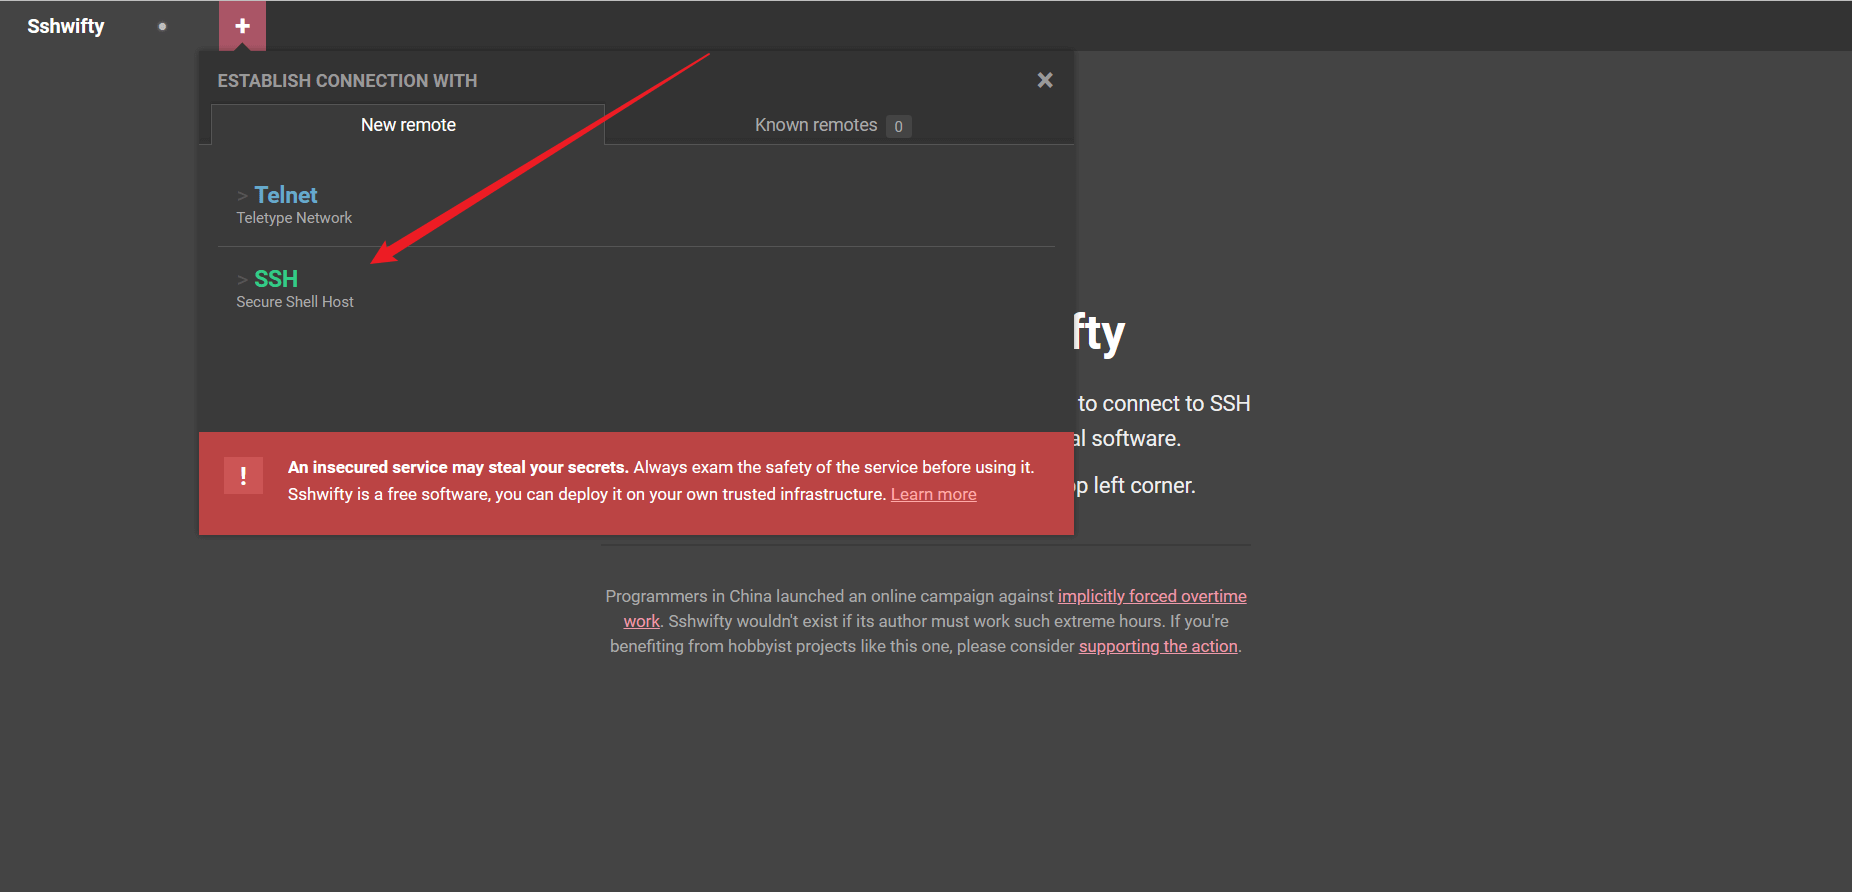 Sshwifty
ESTABLISH CONNECTION WITH
New remote
Known remotes 0
> Telnet
Teletype Network
> SSH
Secure Shell Host
fty
to connect to SSH
al software.
op left corner.
An insecured service may steal your secrets. Always exam the safety of the service before using it.
Sshwifty is a free software, you can deploy it on your own trusted infrastructure. Learn more
Programmers in China launched an online campaign against implicitly forced overtime
work. Sshwifty wouldn't exist if its author must work such extreme hours. If you're
benefiting from hobbyist projects like this one, please consider supporting the action.